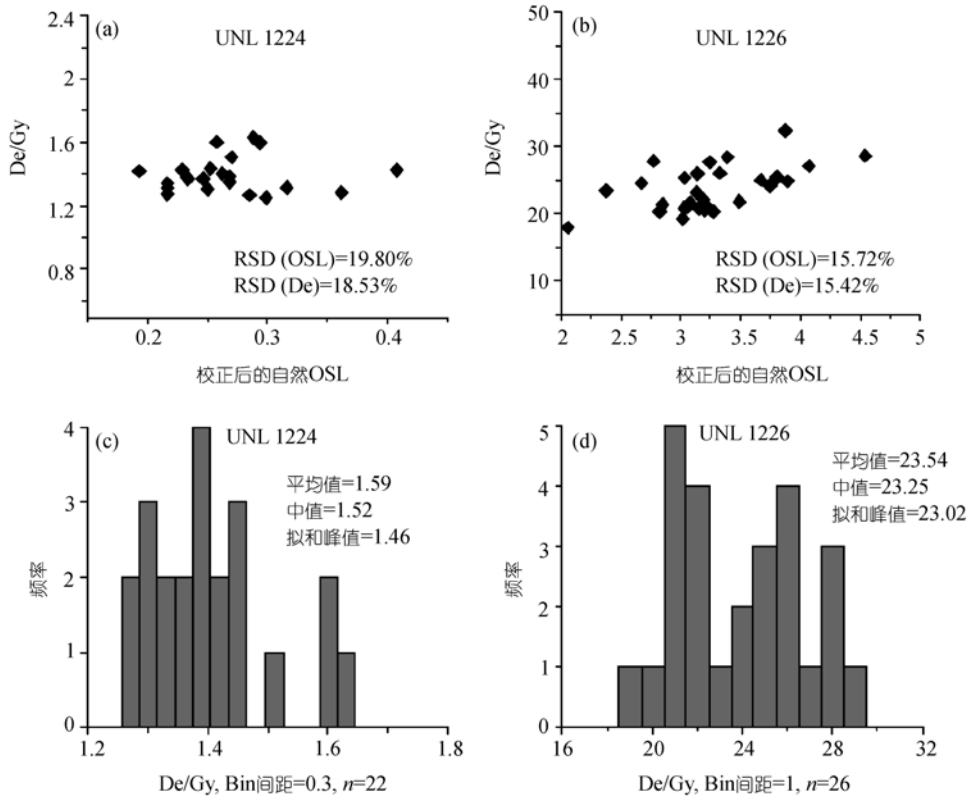 (a)
UNL 1224
De/Gy
2.4
2
1.6
1.2
0.8
RSD (OSL)=19.80%
RSD (De)=18.53%
0.2
0.3
0.4
校正后的自然OSL
(b)
UNL 1226
De/Gy
50
40
30
20
10
RSD (OSL)=15.72%
RSD (De)=15.42%
2
2.5
3
3.5
4
4.5
5
校正后的自然OSL
(c)
UNL 1224
平均值=1.59
中值=1.52
拟和峰值=1.46
频率
4
3
2
1
0
1.2
1.4
1.6
1.8
De/Gy, Bin间距=0.3, n=22
(d)
UNL 1226
平均值=23.54
中值=23.25
拟和峰值=23.02
频率
5
4
3
2
1
0
16
20
24
28
32
De/Gy, Bin间距=1, n=26